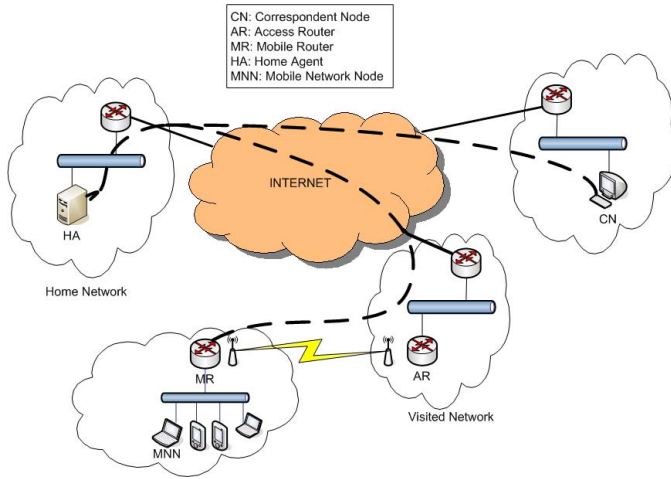 CN: Correspondent Node
AR: Access Router
MR: Mobile Router
HA: Home Agent
MNN: Mobile Network Node
INTERNET
HA
CN
Home Network
MR
AR
Visited Network
MNN